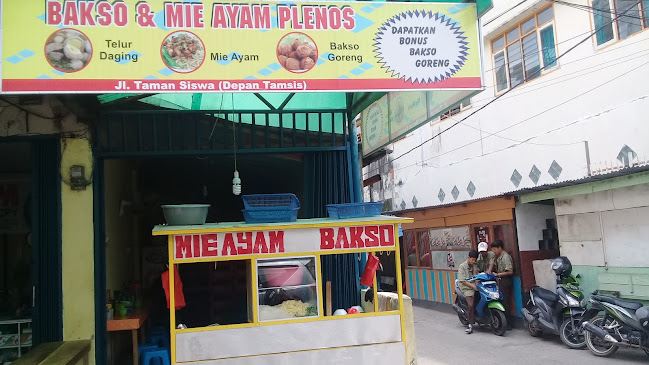 BAKSO & MIE AYAM PLENOS
Telur
Daging
Mie Ayam
Bakso
Goreng
DAPATKAN
BONUS
BAKSO
GORENG
Jl. Taman Siswa (Depan Tamsis)
MIE AYAM BAKSO